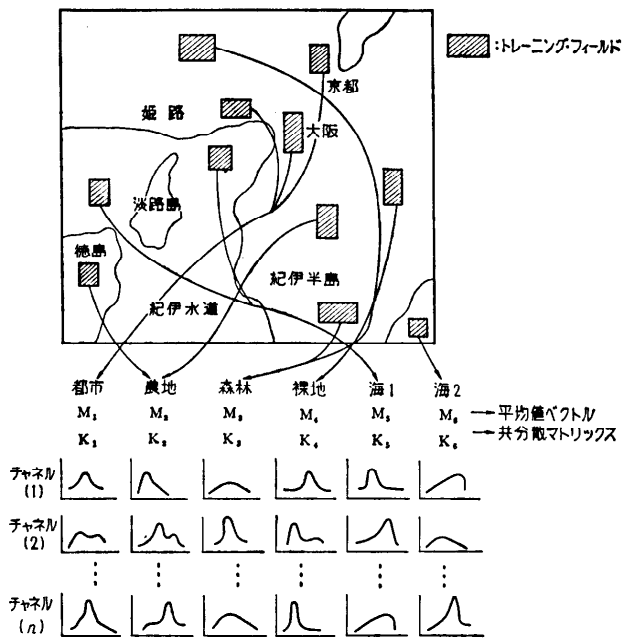 :トレーニング・フィールド
京都
姫路
大阪
淡路島
徳島
紀伊半島
紀伊水道
都市 農地 森林 裸地 海1 海2
M₁ M₂ M₃ M₄ M₅ M₆ →平均値ベクトル
K₁ K₂ K₃ K₄ K₅ K₆ →共分散マトリックス
チャネル
(1)
チャネル
(2)
チャネル
(n)